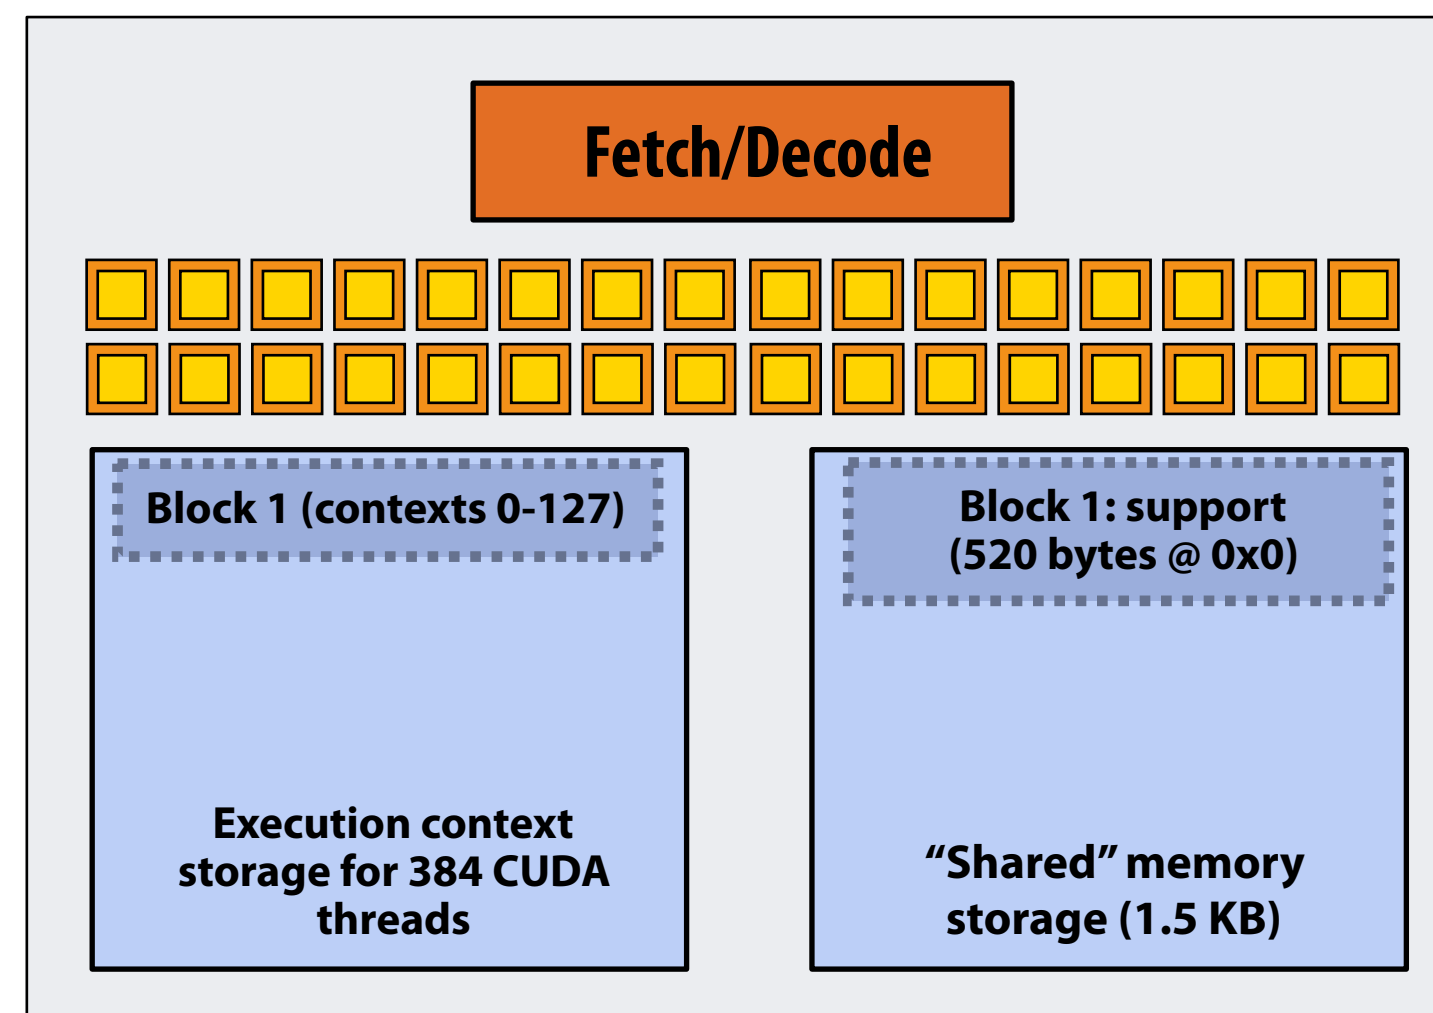 Fetch/Decode
Block 1 (contexts 0-127)
Execution context
storage for 384 CUDA
threads
Block 1: support
(520 bytes @ 0x0)
“Shared” memory
storage (1.5 KB)